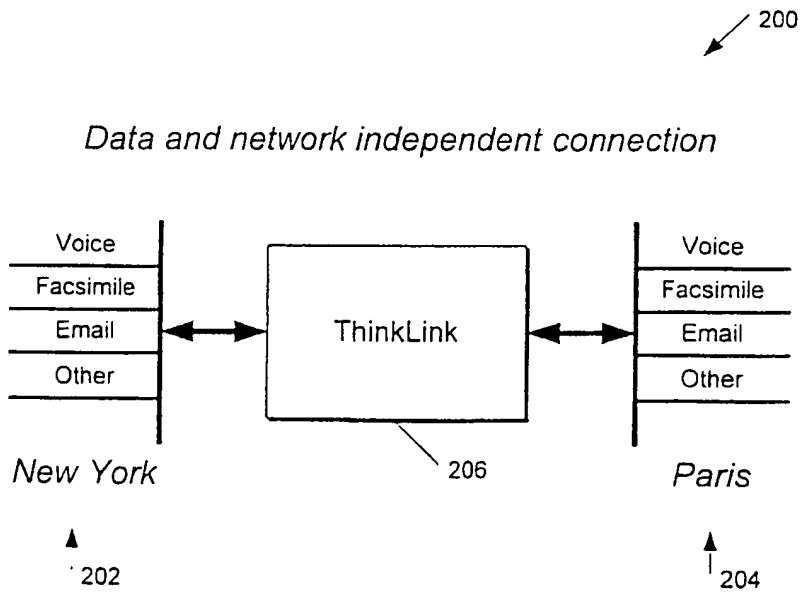 200
Data and network independent connection
Voice
Facsimile
Email
Other
ThinkLink
Voice
Facsimile
Email
Other
New York
206
Paris
202
204